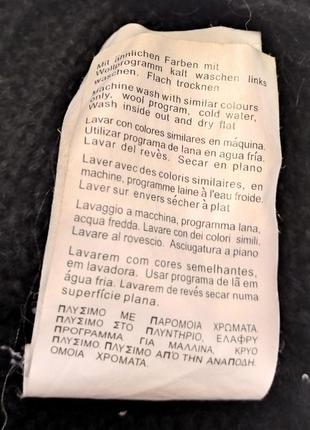 Mit ännlichen Farben mit
Wollprogramm kalt waschen links
waschen. Flach trocknen
Machine wash with similar colours
only, wool program, cold water,
Wash inside out and dry flat
Lavar con colores similares en máquina.
Utilizar programa de lana en agua fría.
Lavar del revès. Secar en plano
Laver avec des coloris similaires, en
machine, programme laine à l'eau froide.
Laver sur envers sécher à plat
Lavaggio a macchina, programma lana,
acqua fredda. Lavare con dei colori simili.
Lavare al rovescio. Asciugatura a piano
Lavarem com cores semelhantes,
em lavadora. Usar programa de lã em
água fria. Lavarem de revés secar numa
superfície plana.
ΠΛΥΣΙΜΟ ΜΕ ΠΑΡΟΜΟΙΑ ΧΡΩΜΑΤΑ.
ΠΛΥΣΙΜΟ ΣΤΟ ΠΛΥΝΤΗΡΙΟ, ΕΛΑΦΡΥ
ΠΡΟΓΡΑΜΜΑ ΓΙΑ ΜΑΛΛΙΝΑ, ΚΡΥΟ
ΠΛΥΣΙΜΟ. ΠΛΥΣΙΜΟ ΑΠΌ ΤΗΝ ΑΝΑΠΟΔΗ.
ΟΜΟΙΑ ΧΡΩΜΑΤΑ.